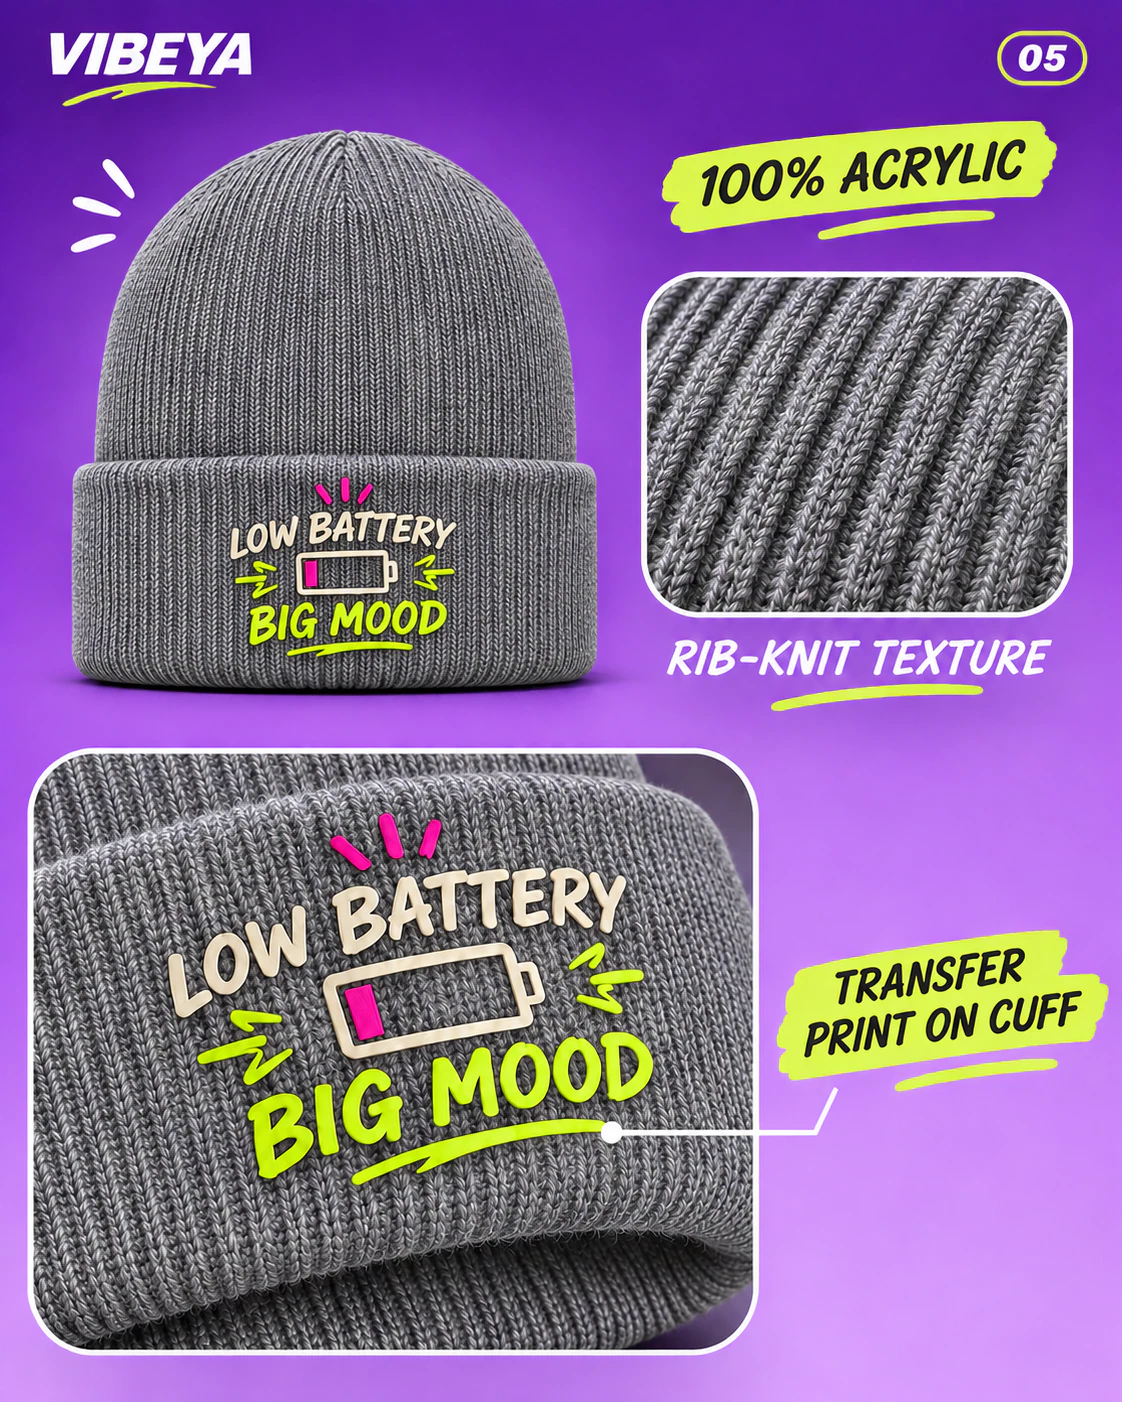 VIBEYA
05
100% ACRYLIC
LOW BATTERY
BIG MOOD
RIB-KNIT TEXTURE
LOW BATTERY
BIG MOOD
TRANSFER
PRINT ON CUFF